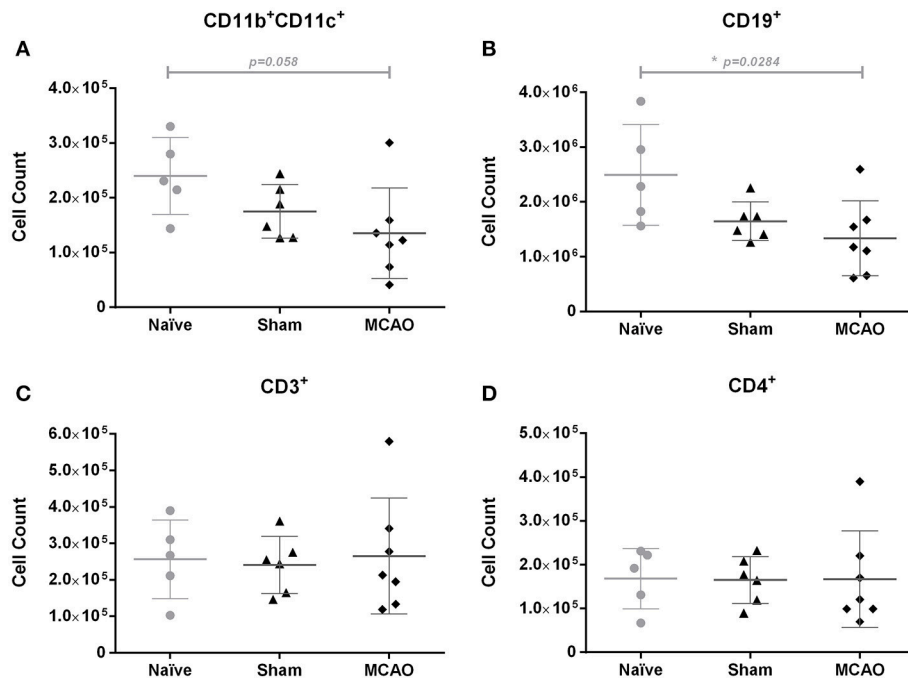 A
CD11b⁺CD11c⁺
p=0.058
Cell Count
4.0×10⁵
3.0×10⁵
2.0×10⁵
1.0×10⁵
0
Naïve Sham MCAO
B
CD19⁺
* p=0.0284
Cell Count
4.0×10⁶
3.0×10⁶
2.0×10⁶
1.0×10⁶
0
Naïve Sham MCAO
C
CD3⁺
Cell Count
6.0×10⁵
5.0×10⁵
4.0×10⁵
3.0×10⁵
2.0×10⁵
1.0×10⁵
0
Naïve Sham MCAO
D
CD4⁺
Cell Count
5.0×10⁵
4.0×10⁵
3.0×10⁵
2.0×10⁵
1.0×10⁵
0
Naïve Sham MCAO